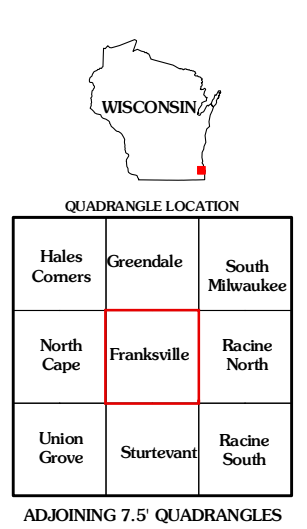 WISCONSIN
QUADRANGLE LOCATION
Hales
Corners
Greendale
South
Milwaukee
North
Cape
Franksville
Racine
North
Union
Grove
Sturtevant
Racine
South
ADJOINING 7.5' QUADRANGLES